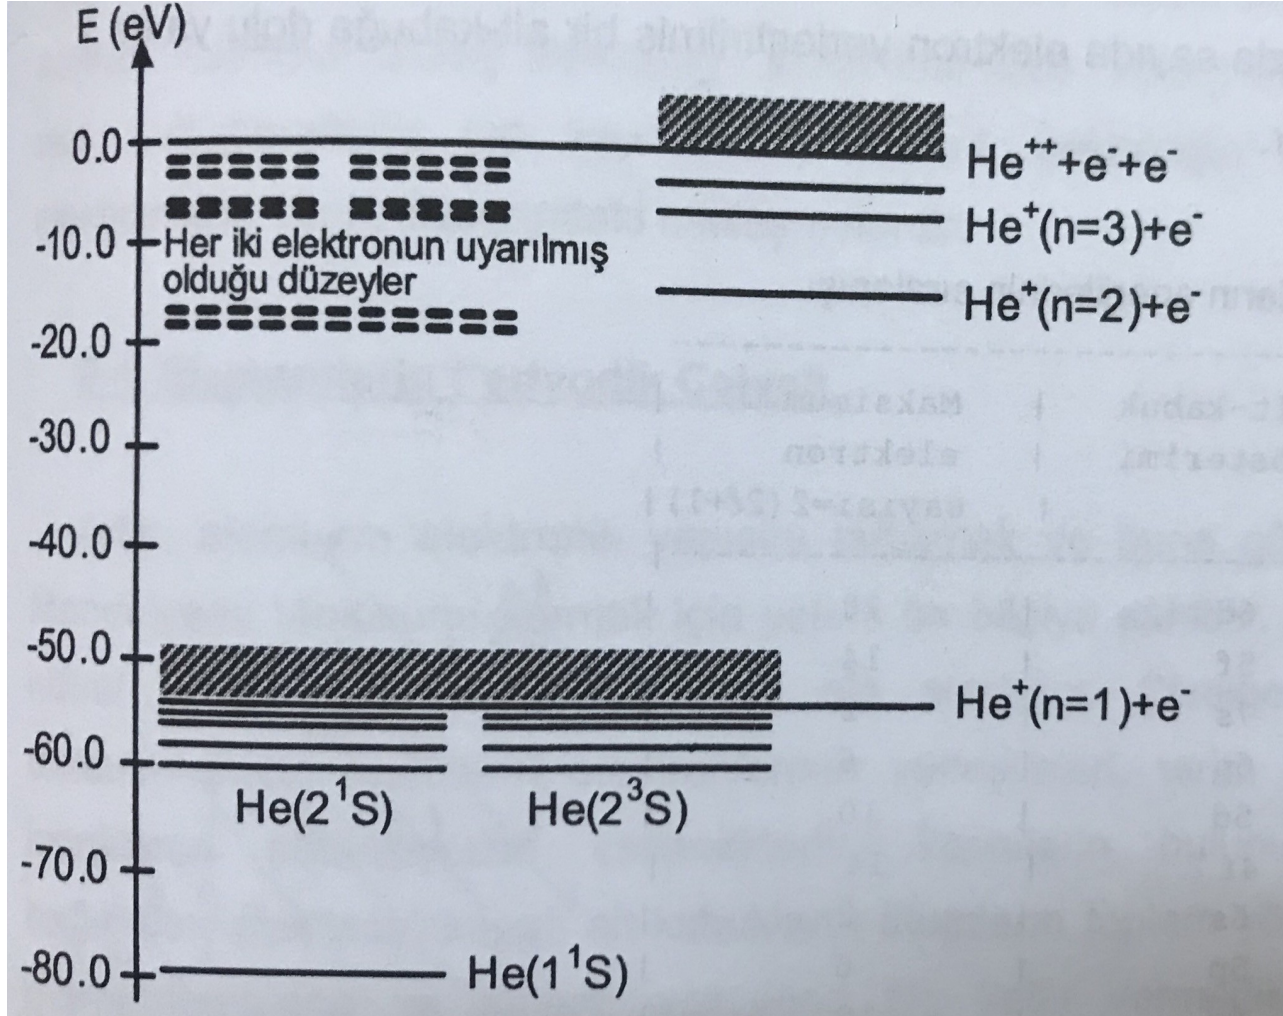 E (eV)
0.0
He⁺⁺+e⁻+e⁻
He⁺(n=3)+e⁻
-10.0
Her iki elektronun uyarılmış
olduğu düzeyler
He⁺(n=2)+e⁻
-20.0
-30.0
-40.0
-50.0
He⁺(n=1)+e⁻
-60.0
He(2¹S)
He(2³S)
-70.0
-80.0
He(1¹S)